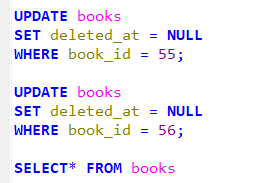 UPDATE books
SET deleted_at = NULL
WHERE book_id = 55;
UPDATE books
SET deleted_at = NULL
WHERE book_id = 56;
SELECT* FROM books